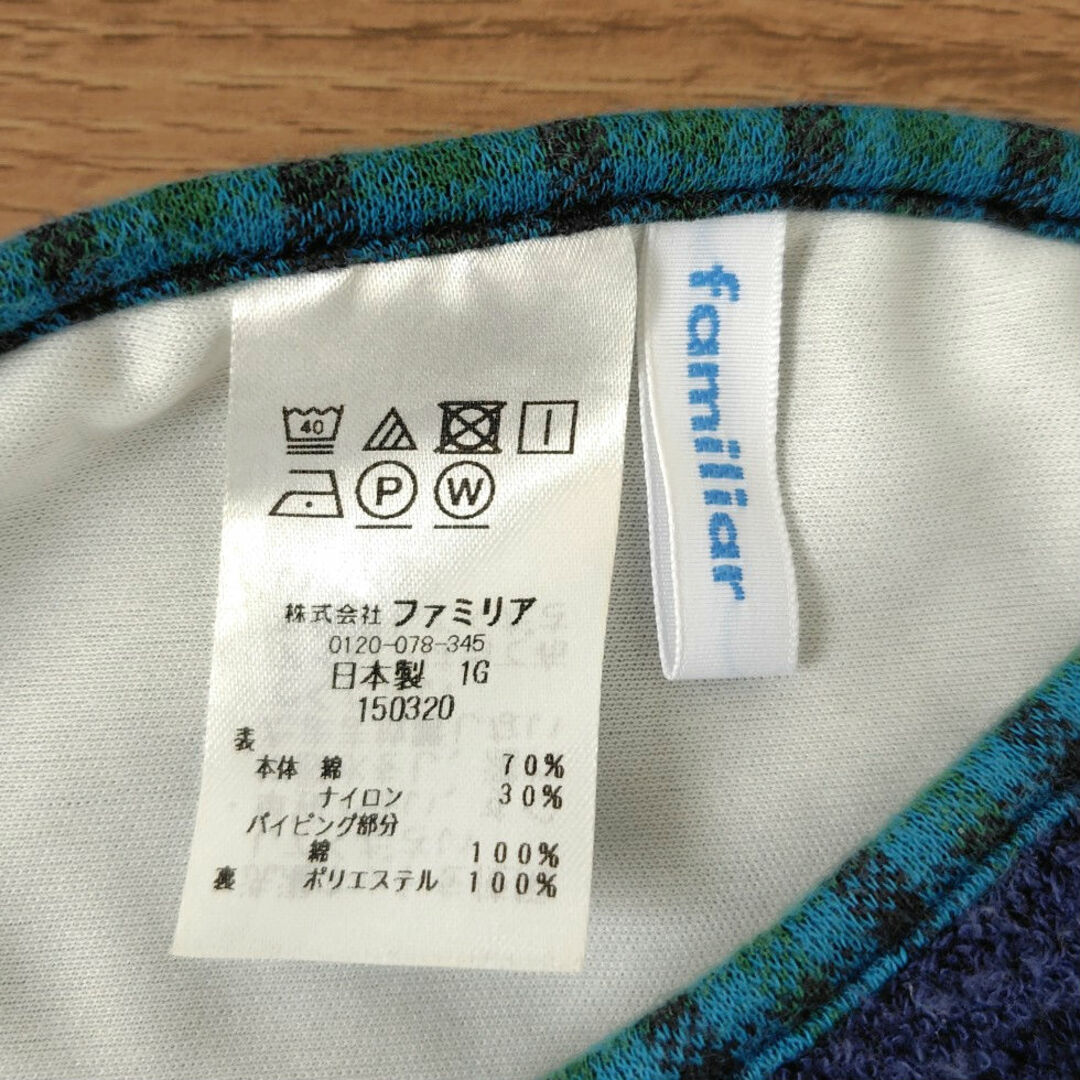 40
P W
株式会社 ファミリア
0120-078-345
日本製 1G
150320
表
本体 綿 70%
ナイロン 30%
パイピング部分
綿 100%
裏 ポリエステル 100%
familiar